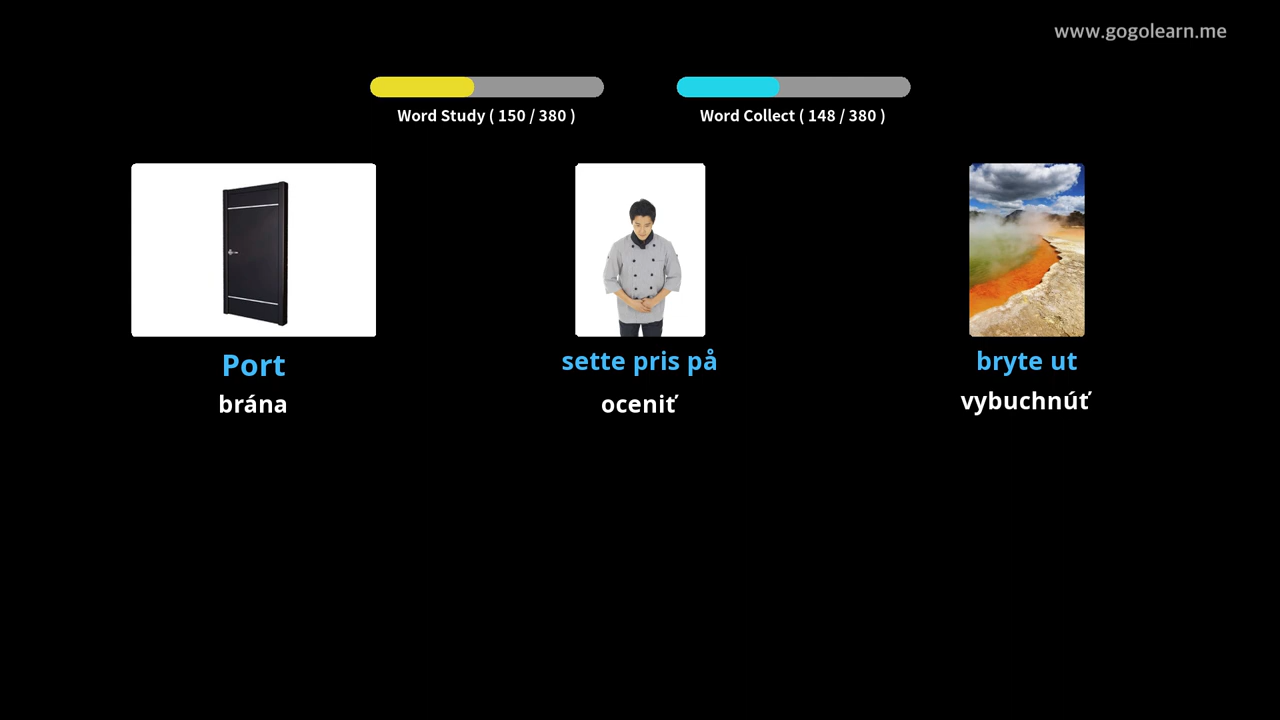 www.gogolearn.me
Word Study ( 150 / 380 )
Word Collect ( 148 / 380 )
Port
brána
sette pris på
oceniť
bryte ut
vybuchnúť